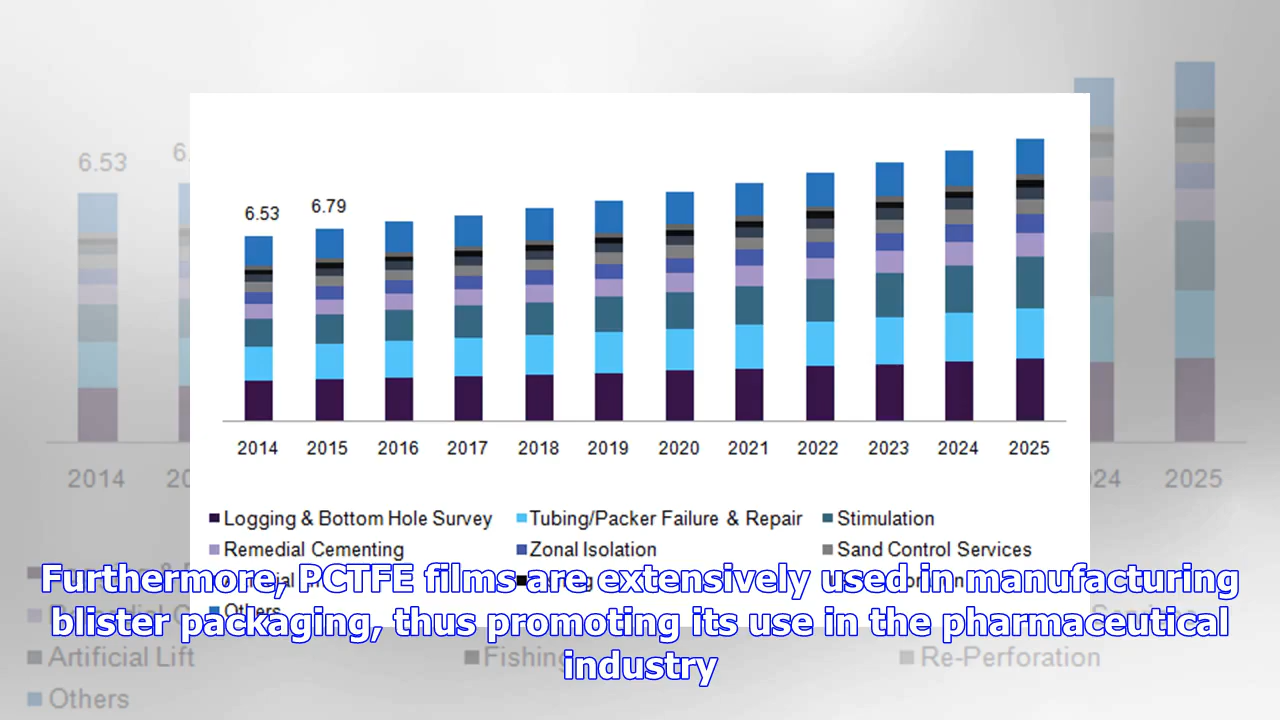 6.53
6.53
6.79
2014
2014 2015 2016 2017 2018 2019 2020 2021 2022 2023 2024 2025
2025
Logging & Bottom Hole Survey Tubing/Packer Failure & Repair Stimulation
Remedial Cementing Zonal Isolation Sand Control Services
Others
Furthermore, PCTFE films are extensively used in manufacturing
blister packaging, thus promoting its use in the pharmaceutical
industry
Artificial Lift Fishing Re-Perforation
Others